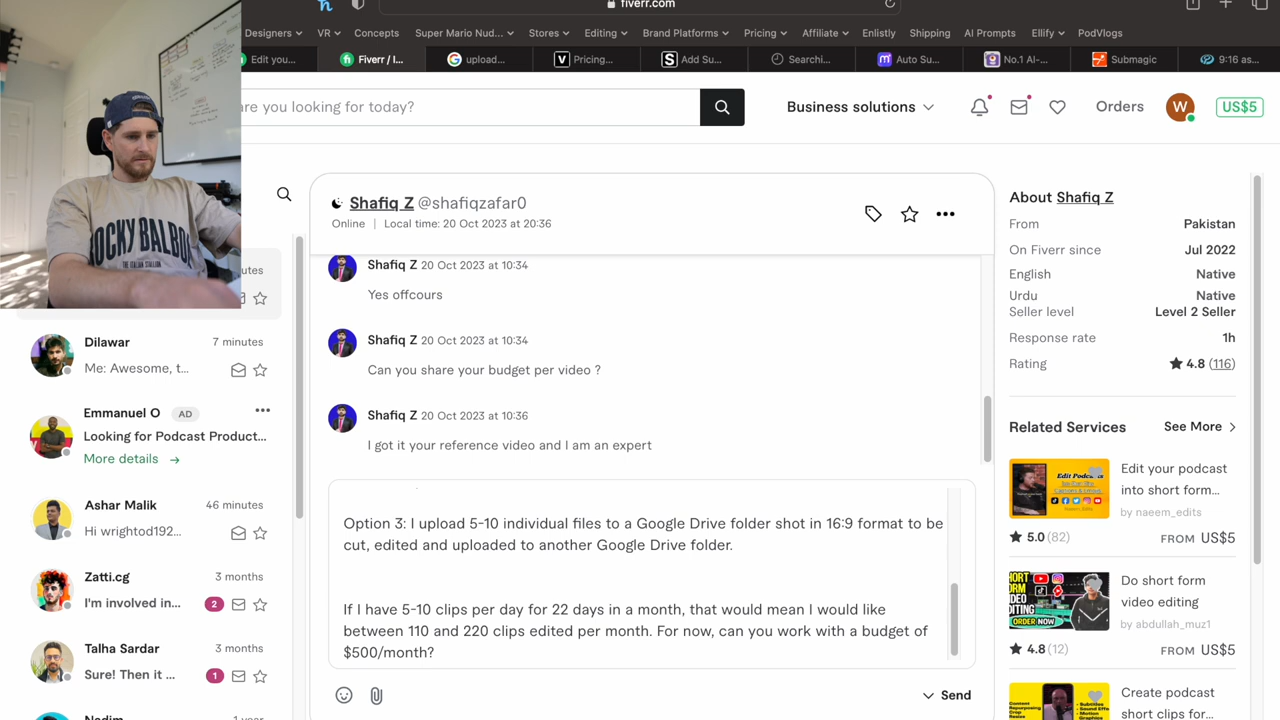 fiverr.com
Designers VR Concepts Super Mario Nud... Stores Editing Brand Platforms Pricing Affiliate Enlistly Shipping AI Prompts Ellify PodVlogs
Edit you... Fiverr / I... upload... Pricing... Add Su... Searchi... Auto Su... No.1 AI-... Submagic 9:16 as...
are you looking for today?
Business solutions
Orders
W
US$5
Shafiq Z @shafiqzafar0
Online | Local time: 20 Oct 2023 at 20:36
Shafiq Z 20 Oct 2023 at 10:34
Yes offcours
Shafiq Z 20 Oct 2023 at 10:34
Can you share your budget per video ?
Shafiq Z 20 Oct 2023 at 10:36
I got it your reference video and I am an expert
Option 3: I upload 5-10 individual files to a Google Drive folder shot in 16:9 format to be
cut, edited and uploaded to another Google Drive folder.
If I have 5-10 clips per day for 22 days in a month, that would mean I would like
between 110 and 220 clips edited per month. For now, can you work with a budget of
$500/month?
Send
Dilawar 7 minutes
Me: Awesome, t...
Emmanuel O AD
Looking for Podcast Product...
More details →
Ashar Malik 46 minutes
Hi wrightod192...
Zatti.cg 3 months
I'm involved in... 2
Talha Sardar 3 months
Sure! Then it ... 1
Nadim 1 year
About Shafiq Z
From Pakistan
On Fiverr since Jul 2022
English Native
Urdu Native
Seller level Level 2 Seller
Response rate 1h
Rating 4.8 (116)
Related Services See More
Edit your podcast
into short form...
by naeem_edits
5.0 (82) FROM US$5
Do short form
video editing
by abdullah_muz1
4.8 (12) FROM US$5
Create podcast
short clips for...
ROCKY BALBOA
THE ITALIAN STALLION